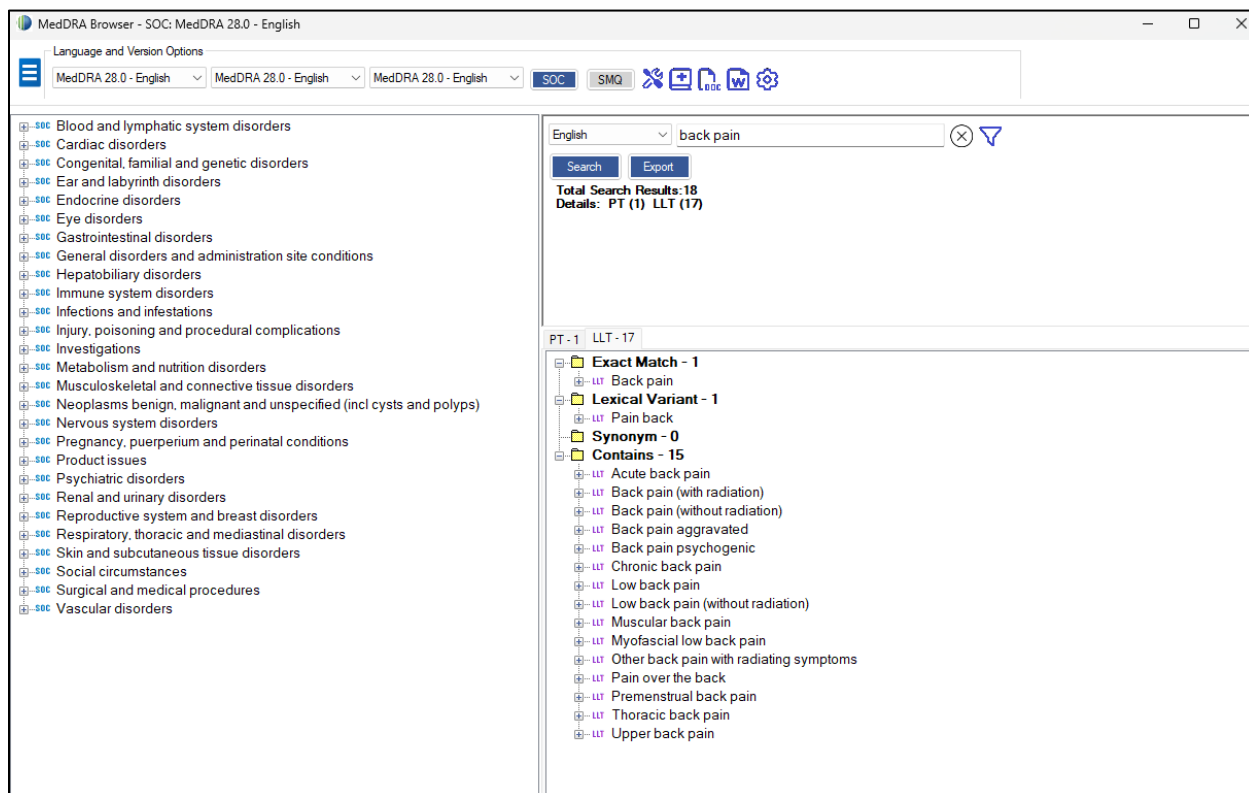 MedDRA Browser - SOC: MedDRA 28.0 - English
Language and Version Options
MedDRA 28.0 - English MedDRA 28.0 - English MedDRA 28.0 - English SOC SMQ DOC W
SOC Blood and lymphatic system disorders
SOC Cardiac disorders
SOC Congenital, familial and genetic disorders
SOC Ear and labyrinth disorders
SOC Endocrine disorders
SOC Eye disorders
SOC Gastrointestinal disorders
SOC General disorders and administration site conditions
SOC Hepatobiliary disorders
SOC Immune system disorders
SOC Infections and infestations
SOC Injury, poisoning and procedural complications
SOC Investigations
SOC Metabolism and nutrition disorders
SOC Musculoskeletal and connective tissue disorders
SOC Neoplasms benign, malignant and unspecified (incl cysts and polyps)
SOC Nervous system disorders
SOC Pregnancy, puerperium and perinatal conditions
SOC Product issues
SOC Psychiatric disorders
SOC Renal and urinary disorders
SOC Reproductive system and breast disorders
SOC Respiratory, thoracic and mediastinal disorders
SOC Skin and subcutaneous tissue disorders
SOC Social circumstances
SOC Surgical and medical procedures
SOC Vascular disorders
English back pain
Search Export
Total Search Results:18
Details: PT (1) LLT (17)
PT - 1 LLT - 17
Exact Match - 1
LLT Back pain
Lexical Variant - 1
LLT Pain back
Synonym - 0
Contains - 15
LLT Acute back pain
LLT Back pain (with radiation)
LLT Back pain (without radiation)
LLT Back pain aggravated
LLT Back pain psychogenic
LLT Chronic back pain
LLT Low back pain
LLT Low back pain (without radiation)
LLT Muscular back pain
LLT Myofascial low back pain
LLT Other back pain with radiating symptoms
LLT Pain over the back
LLT Premenstrual back pain
LLT Thoracic back pain
LLT Upper back pain